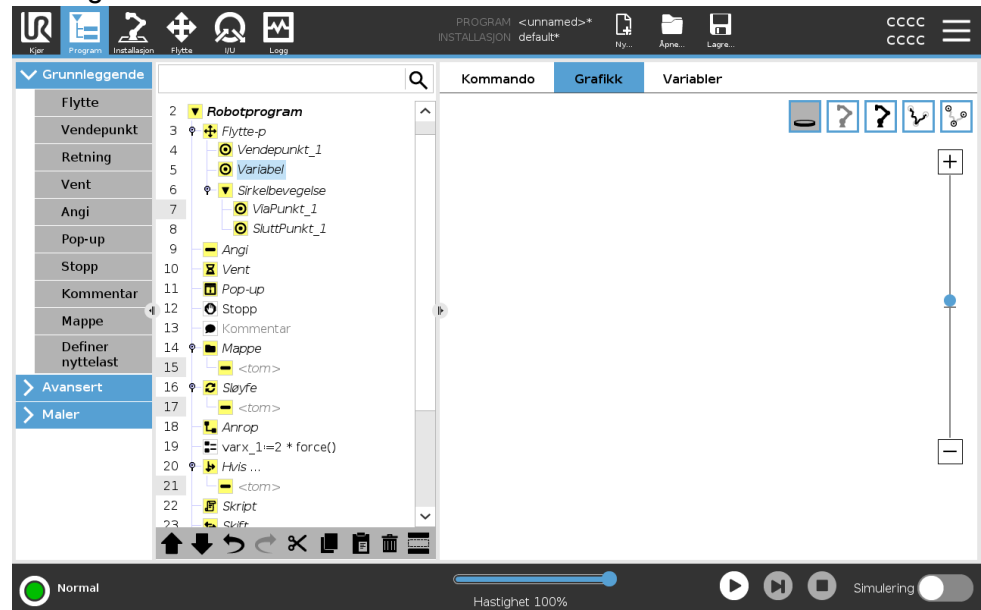 PROGRAM <unnamed>*
INSTALLASJON default*
Kjør
Program
Installasjon
Flytte
I/U
Logg
Ny...
Åpne...
Lagre...
CCCC
CCCC
Grunnleggende
Flytte
Vendepunkt
Retning
Vent
Angi
Pop-up
Stopp
Kommentar
Mappe
Definer
nyttelast
Avansert
Maler
2 Robotprogram
3 Flytte-p
4 Vendepunkt_1
5 Variabel
6 Sirkelbevegelse
7 ViaPunkt_1
8 SluttPunkt_1
9 Angi
10 Vent
11 Pop-up
12 Stopp
13 Kommentar
14 Mappe
15 <tom>
16 Sløyfe
17 <tom>
18 Anrop
19 varx_1:=2 * force()
20 Hvis ...
21 <tom>
22 Skript
23 Skift
Kommando
Grafikk
Variabler
Normal
Hastighet 100%
Simulering